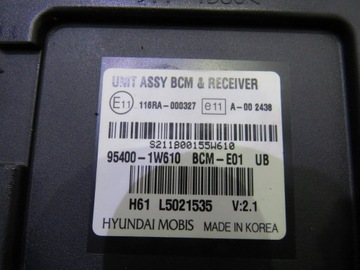 UNIT ASSY BCM & RECEIVER
E11 116RA-000327 e11 A-00 2438
S211B00155W610
95400-1W610 BCM-E01 UB
H61 L5021535 V:2.1
HYUNDAI MOBIS MADE IN KOREA